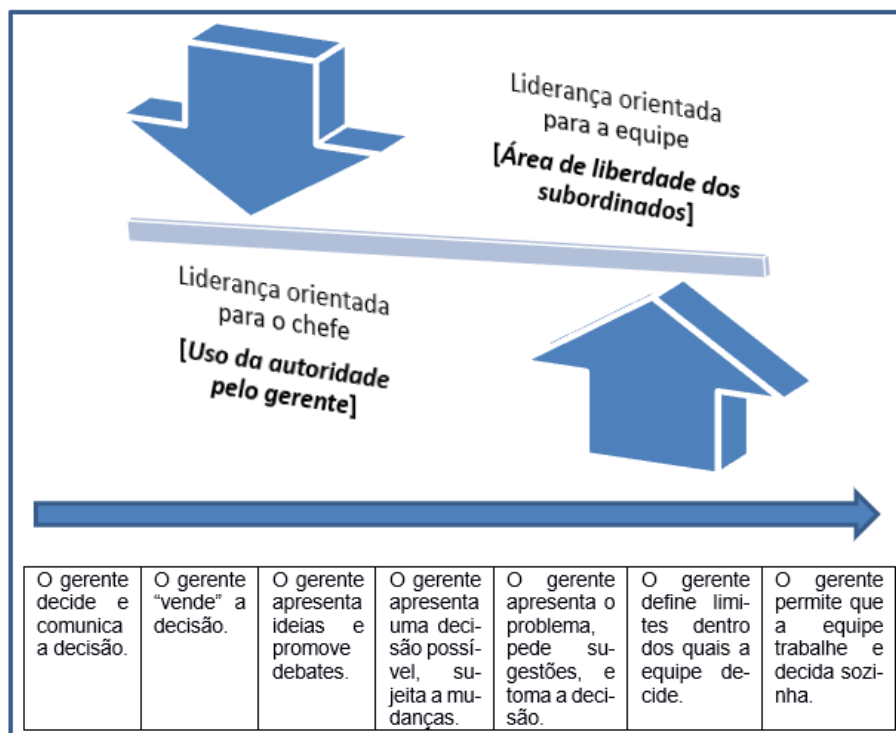 Liderança orientada
para a equipe
[Área de liberdade dos
subordinados]
Liderança orientada
para o chefe
[Uso da autoridade
pelo gerente]
O gerente
decide e
comunica
a decisão.
O gerente
“vende” a
decisão.
O gerente
apresenta
ideias e
promove
debates.
O gerente
apresenta
uma deci-
são possí-
vel, su-
jeita a mu-
danças.
O gerente
apresenta o
problema,
pede su-
gestões, e
toma a deci-
são.
O gerente
define limi-
tes dentro
dos quais a
equipe de-
cide.
O gerente
permite que
a equipe
trabalhe e
decida sozi-
nha.